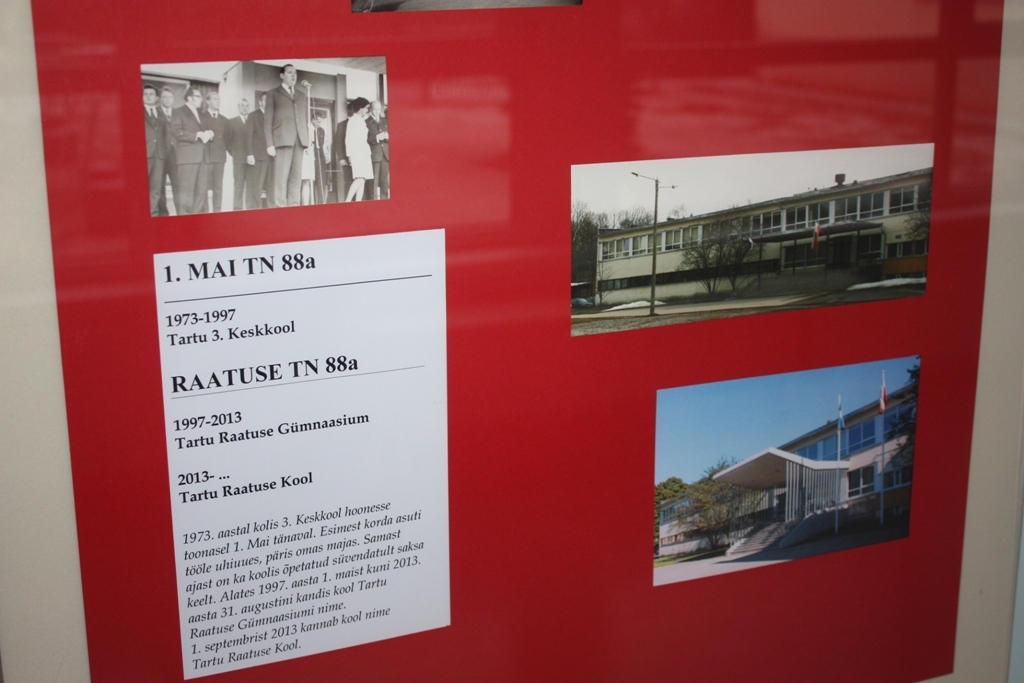 1. MAI TN 88a
1973-1997
Tartu 3. Keskkool
RAATUSE TN 88a
1997-2013
Tartu Raatuse Gümnaasium
2013- ...
Tartu Raatuse Kool
1973. aastal kolis 3. Keskkool hoonesse
toonasel 1. Mai tänaval. Esimest korda asuti
tööle uhiuues, päris omas majas. Samast
ajast on ka koolis õpetatud süvendatult saksa
keelt. Alates 1997. aasta 1. maist kuni 2013.
aasta 31. augustini kandis kool Tartu
Raatuse Gümnaasiumi nime.
1. septembrist 2013 kannab kool nime
Tartu Raatuse Kool.